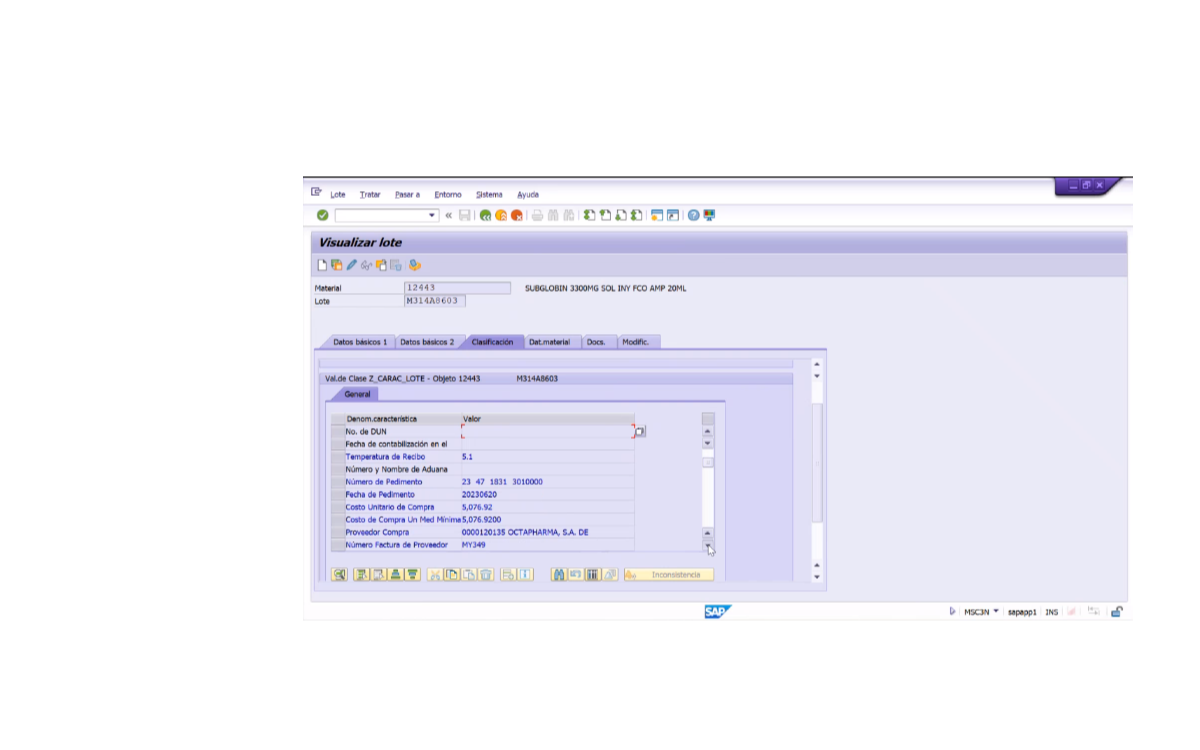 Lote Tratar Pasar a Entorno Sistema Ayuda
Visualizar lote
Material 12443 SUBGLOBIN 3300MG SOL INY FCO AMP 20ML
Lote M314A8603
Datos básicos 1 Datos básicos 2 Clasificación Dat.material Docs. Modific.
Val.de Clase Z_CARAC_LOTE - Objeto 12443 M314A8603
General
Denom.característica Valor
No. de DUN
Fecha de contabilización en el
Temperatura de Recibo 5.1
Número y Nombre de Aduana
Número de Pedimento 23 47 1831 3010000
Fecha de Pedimento 20230620
Costo Unitario de Compra 5,076.92
Costo de Compra Un Med Mínima 5,076.9200
Proveedor Compra 0000120135 OCTAPHARMA, S.A. DE
Número Factura de Proveedor MY349
Inconsistencia
SAP MSC3N sapapp1 INS